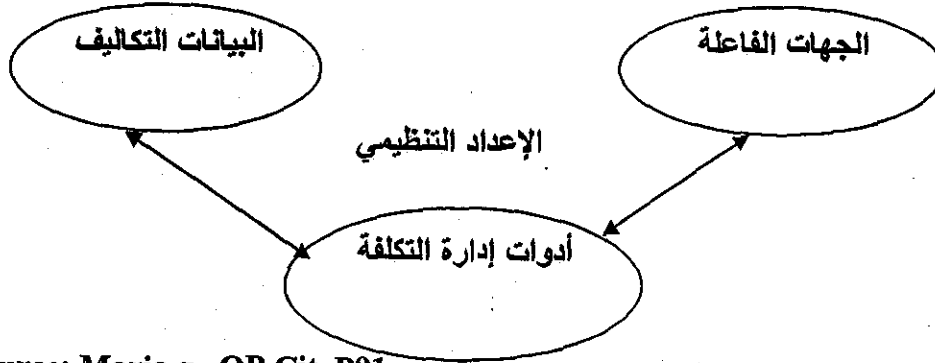 الجهات الفاعلة
البيانات التكاليف
الإعداد التنظيمي
أدوات إدارة التكلفة